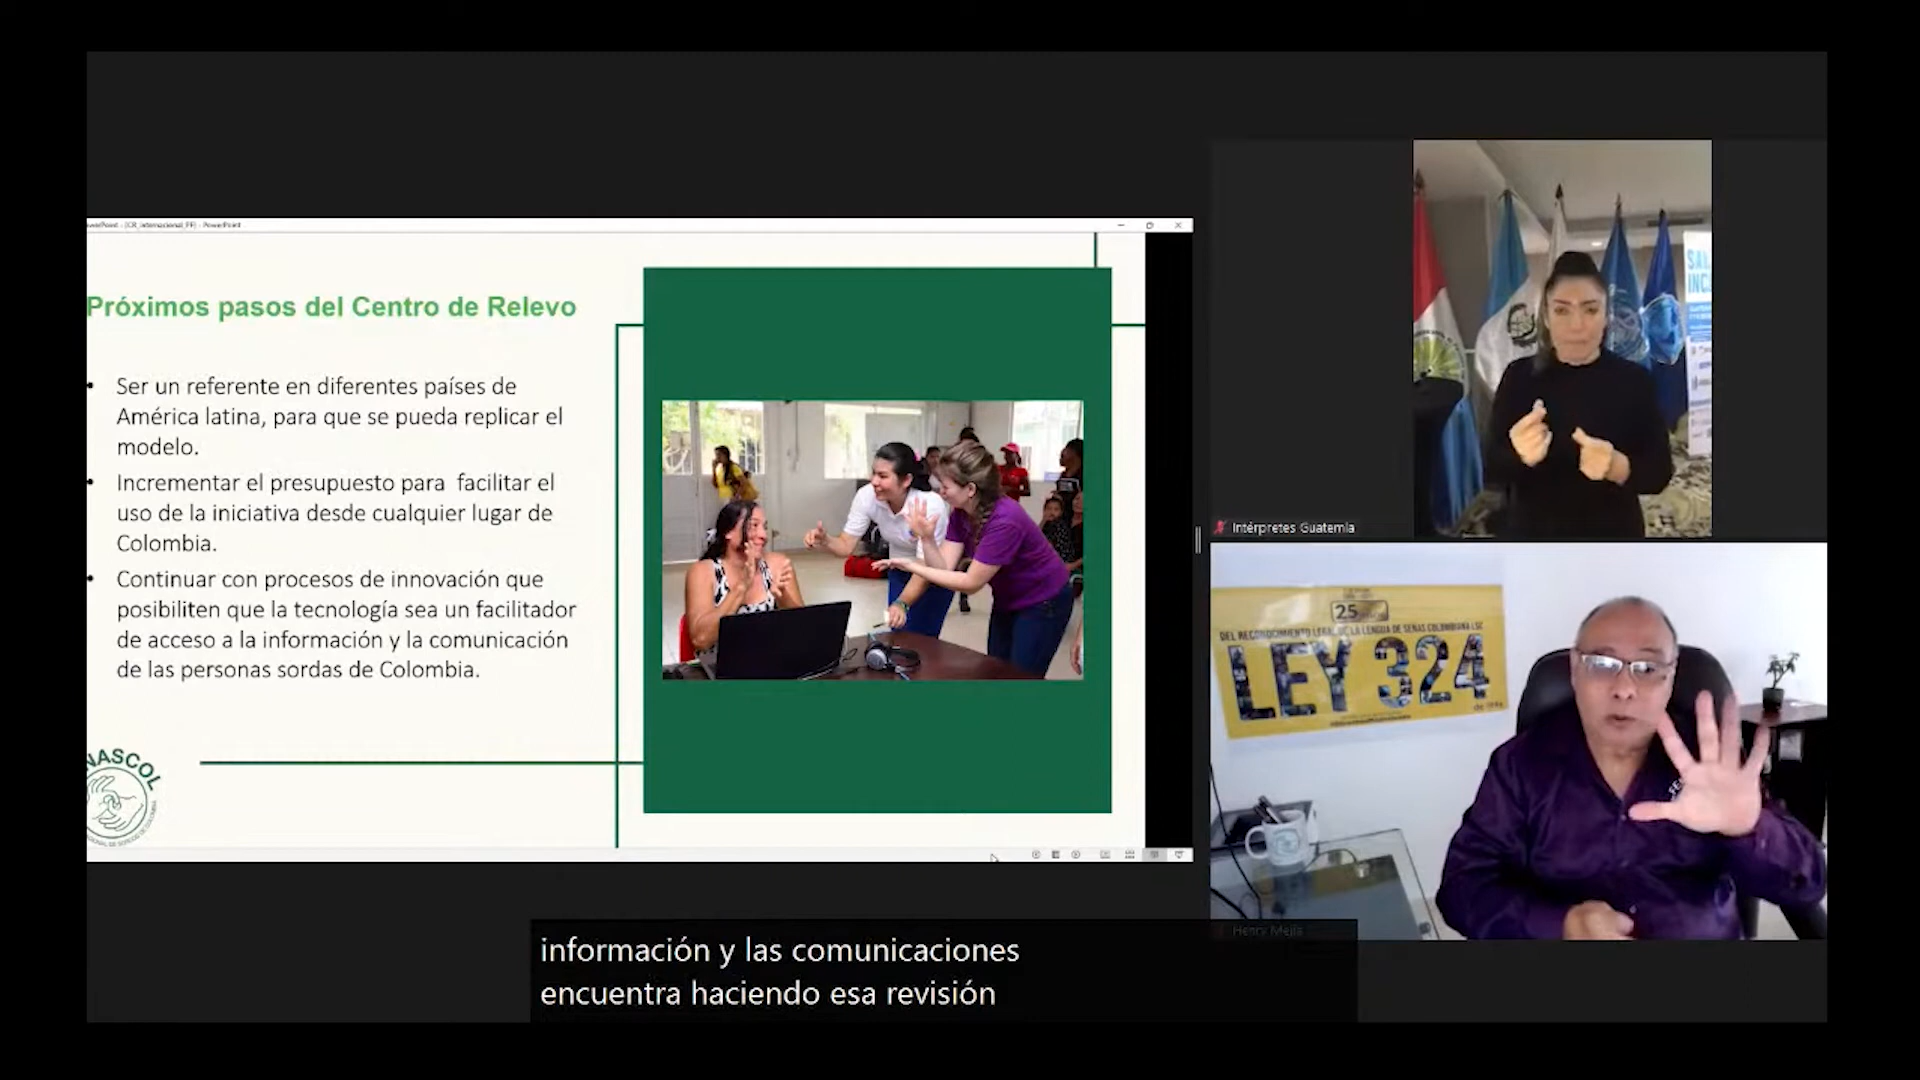 PowerPoint
Próximos pasos del Centro de Relevo
• Ser un referente en diferentes países de
América latina, para que se pueda replicar el
modelo.
• Incrementar el presupuesto para facilitar el
uso de la iniciativa desde cualquier lugar de
Colombia.
• Continuar con procesos de innovación que
posibiliten que la tecnología sea un facilitador
de acceso a la información y la comunicación
de las personas sordas de Colombia.
NASCOL
Intérpretes Guatemla
25
DEL RECONOCIMIENTO LEGAL DE LA LENGUA DE SEÑAS COLOMBIANA LSC
LEY 324
de 1996
Henry Mejía
información y las comunicaciones
encuentra haciendo esa revisión